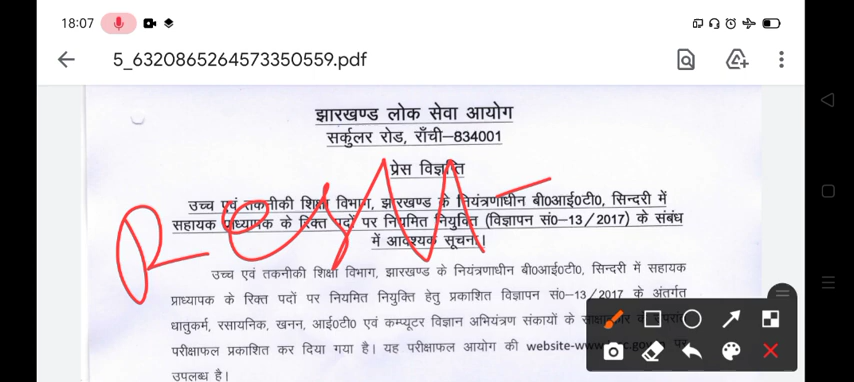 18:07
5_6320865264573350559.pdf
झारखण्ड लोक सेवा आयोग
सर्कुलर रोड, राँची–834001
प्रेस विज्ञप्ति
उच्च एवं तकनीकी शिक्षा विभाग, झारखण्ड के नियंत्रणाधीन बी0आई0टी0, सिन्दरी में
सहायक प्राध्यापक के रिक्त पदों पर नियमित नियुक्ति (विज्ञापन सं0–13/2017) के संबंध
में आवश्यक सूचना।
उच्च एवं तकनीकी शिक्षा विभाग, झारखण्ड के नियंत्रणाधीन बी0आई0टी0, सिन्दरी में सहायक
प्राध्यापक के रिक्त पदों पर नियमित नियुक्ति हेतु प्रकाशित विज्ञापन सं0–13/2017 के अंतर्गत
धातुकर्म, रसायनिक, खनन, आई0टी0 एवं कम्प्यूटर विज्ञान अभियंत्रण संकायों के
परीक्षाफल प्रकाशित कर दिया गया है। यह परीक्षाफल आयोग की website-www
उपलब्ध है।